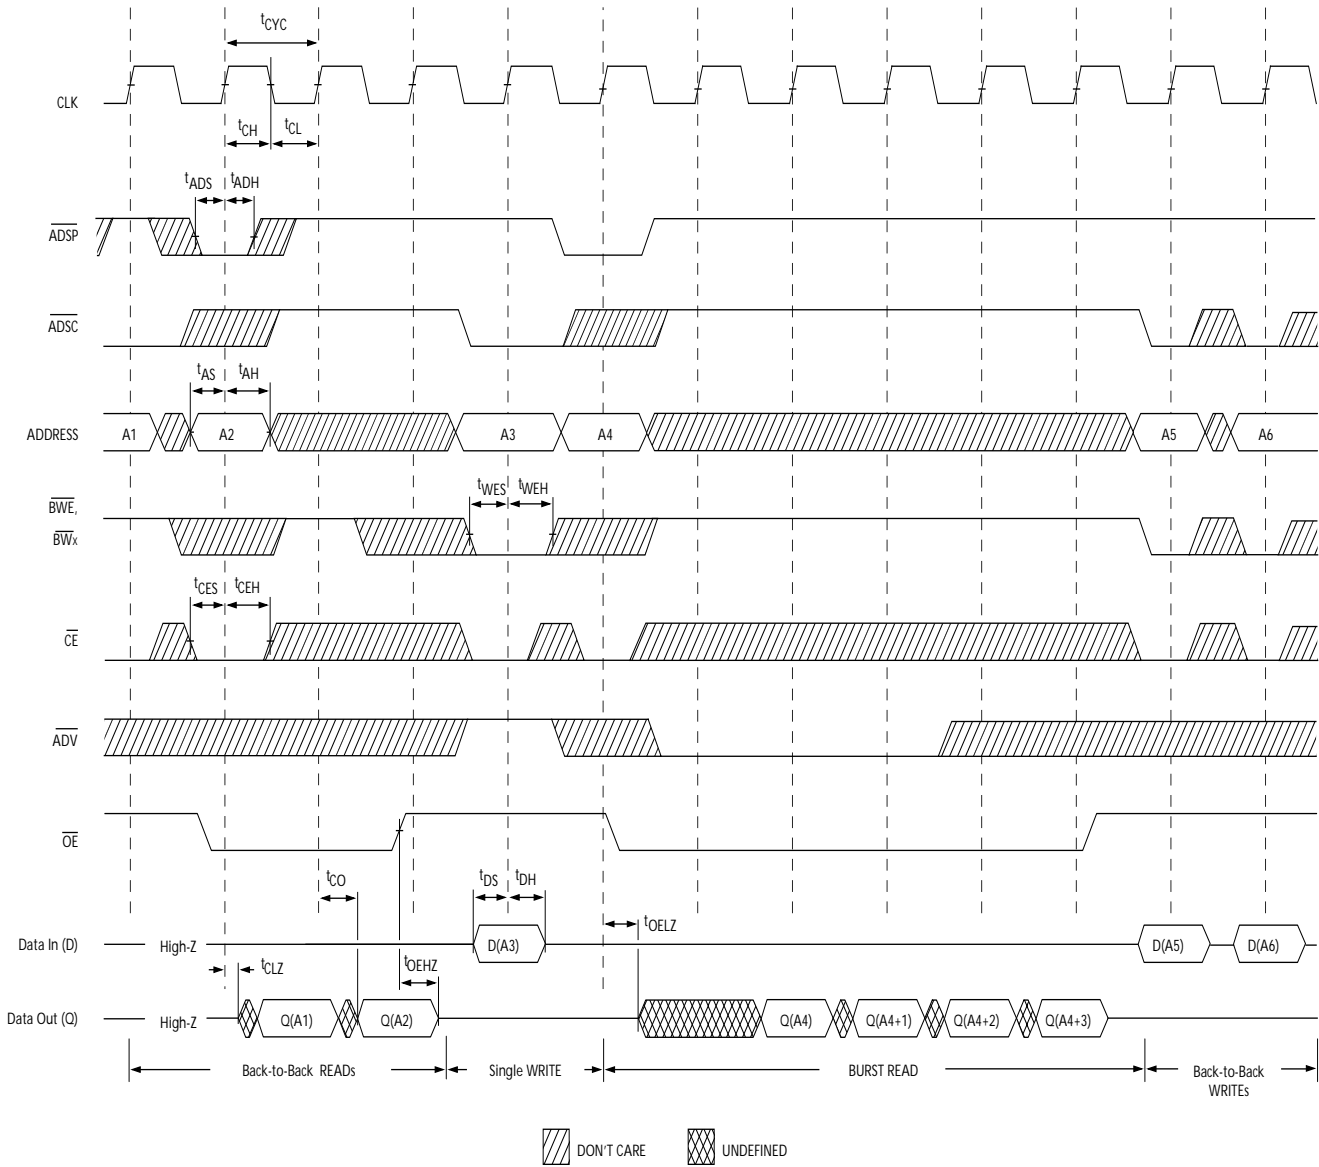 tCYC
CLK
tCH
tCL
tADS
tADH
ADSP
ADSC
tAS
tAH
ADDRESS
A1
A2
A3
A4
A5
A6
tWES
tWEH
BWE,
BWx
tCES
tCEH
CE
ADV
OE
tCO
tDS
tDH
tOELZ
Data In (D)
High-Z
D(A3)
D(A5)
D(A6)
tCLZ
tOEHZ
Data Out (Q)
High-Z
Q(A1)
Q(A2)
Q(A4)
Q(A4+1)
Q(A4+2)
Q(A4+3)
Back-to-Back READs
Single WRITE
BURST READ
Back-to-Back
WRITEs
DON'T CARE
UNDEFINED